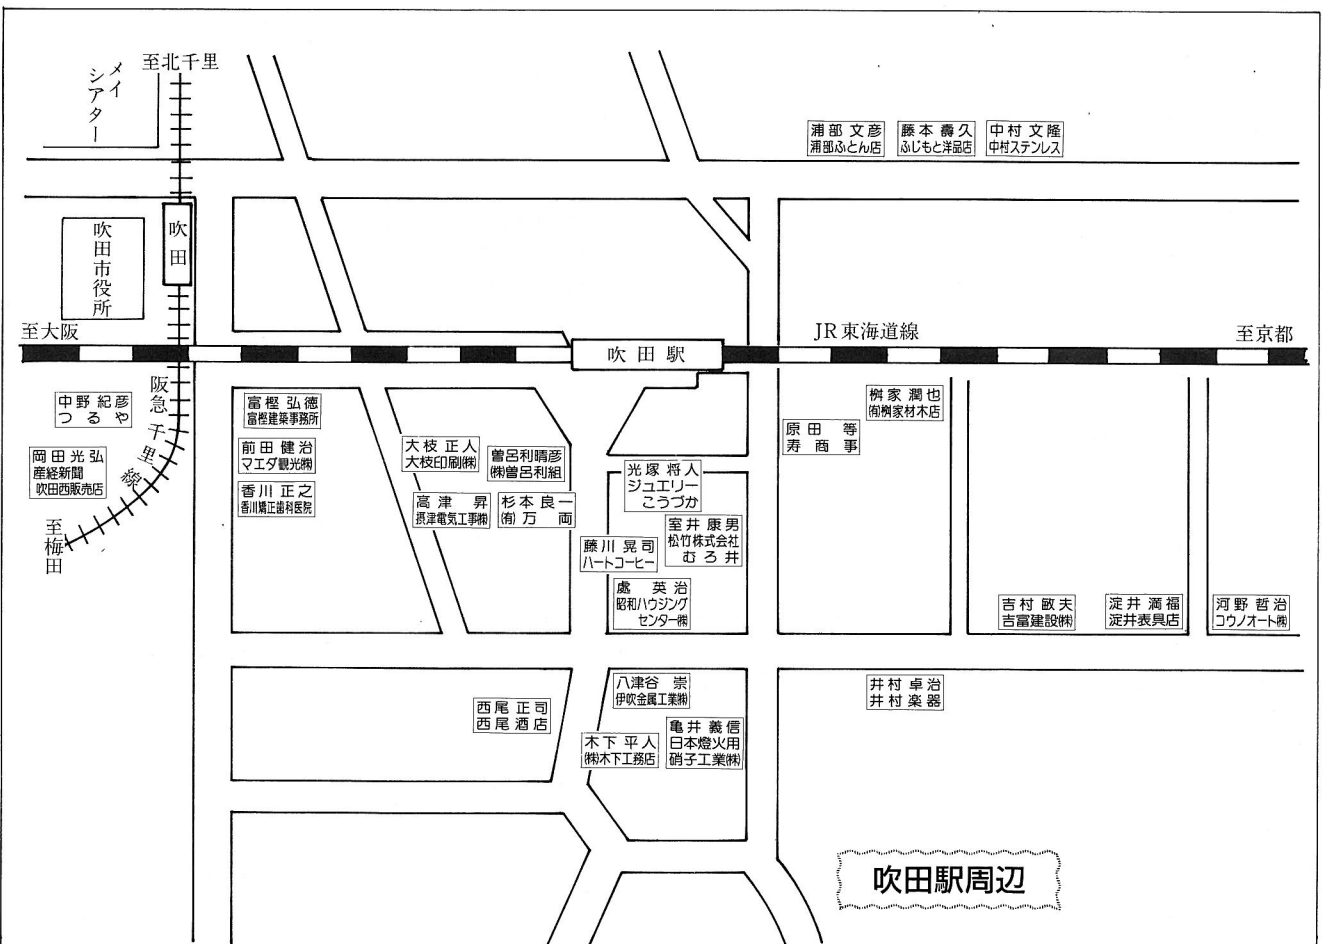 至北千里
メイ
シアター
浦部 文彦
浦部ふとん店
藤本 壽久
ふじもと洋品店
中村 文隆
中村ステンレス
吹田
吹田市役所
至大阪
吹田駅
JR東海道線
至京都
阪急千里線
至梅田
中野 紀彦
つるや
岡田 光弘
産経新聞
吹田西販売店
富樫 弘徳
富樫建築事務所
前田 健治
マエダ観光㈱
香川 正之
香川矯正歯科医院
大枝 正人
大枝印刷㈱
曽呂利晴彦
㈱曽呂利組
高津 昇
摂津電気工事㈱
杉本 良一
㈲万両
光塚 将人
ジュエリー
こうづか
室井 康男
松竹株式会社
むろ井
藤川 晃司
ハートコーヒー
處 英治
昭和ハウジング
センター㈱
桝家 潤也
㈲桝家材木店
原田 等
寿商事
吉村 敏夫
吉富建設㈱
淀井 満福
淀井表具店
河野 哲治
コウノオート㈱
西尾 正司
西尾酒店
八津谷 崇
伊吹金属工業㈱
木下 平人
㈱木下工務店
亀井 義信
日本燈火用
硝子工業㈱
井村 卓治
井村楽器
吹田駅周辺